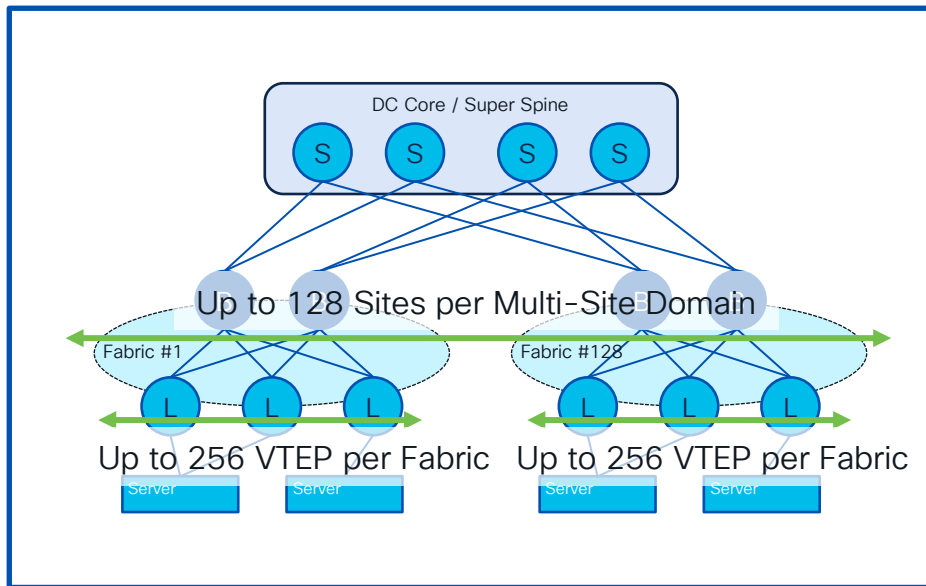 DC Core / Super Spine
S S S S
B B B B
Up to 128 Sites per Multi-Site Domain
Fabric #1 Fabric #128
L L L L L L
Up to 256 VTEP per Fabric Up to 256 VTEP per Fabric
Server Server Server Server